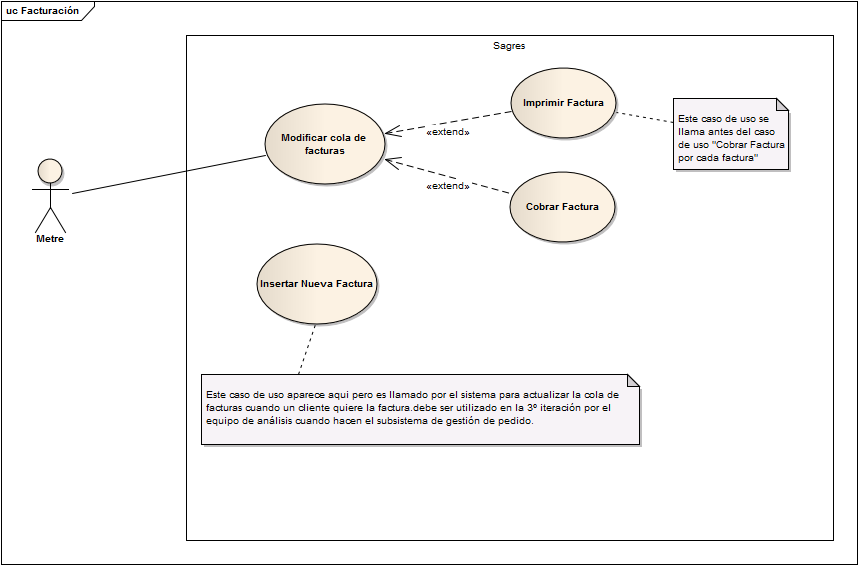 uc Facturación
Sagres
Imprimir Factura
Este caso de uso se
llama antes del caso
de uso "Cobrar Factura
por cada factura"
Modificar cola de
facturas
«extend»
«extend»
Cobrar Factura
Metre
Insertar Nueva Factura
Este caso de uso aparece aqui pero es llamado por el sistema para actualizar la cola de
facturas cuando un cliente quiere la factura.debe ser utilizado en la 3º iteración por el
equipo de análisis cuando hacen el subsistema de gestión de pedido.